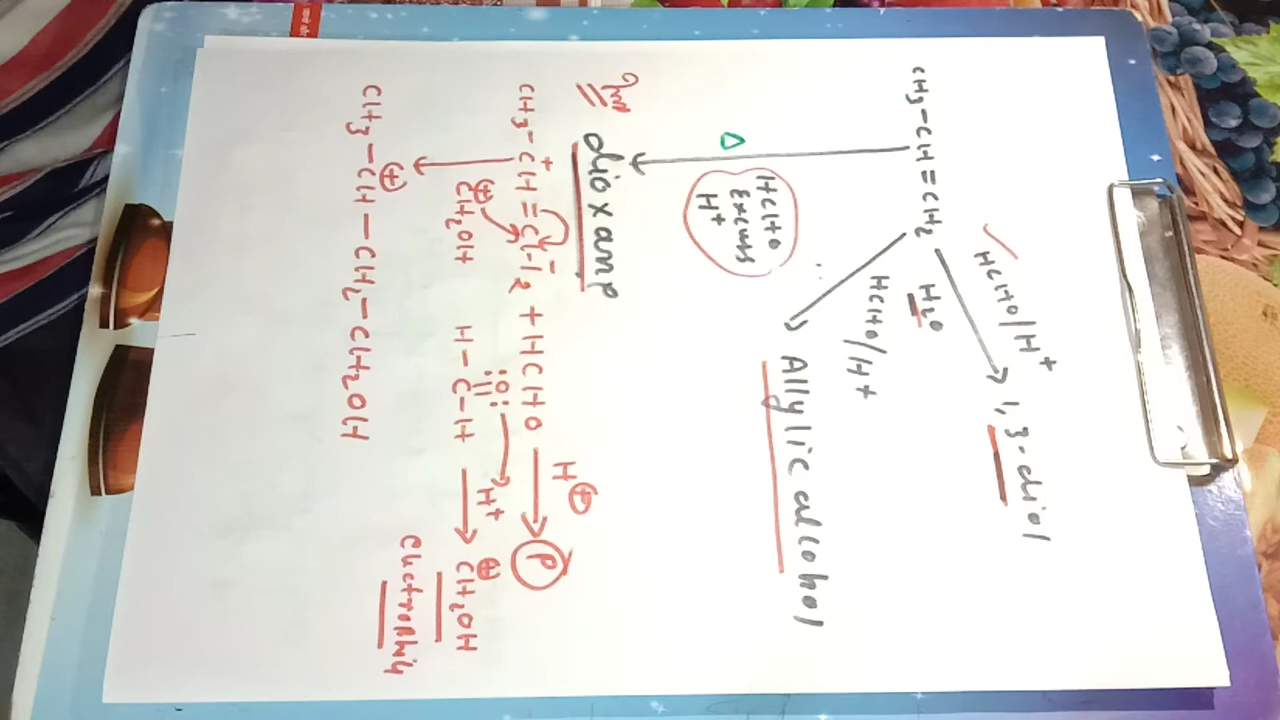 HCHO/H+
CH3-CH=CH2
H2O
1,3-diol
HCHO/H+
Allylic alcohol
Δ
HCHO
Excess
H+
Imp
dioxane
CH3-CH=CH2 + HCHO → P
H⊕
⊕CH2OH
:O:
H-C-H → ⊕CH2OH
H+
Electrophile
CH3-CH-CH2-CH2OH
⊕